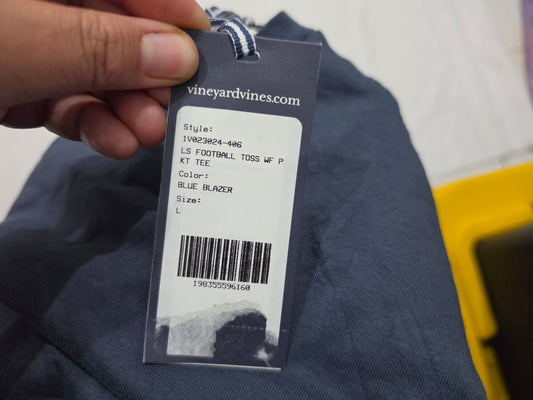 vineyardvines.com
Style:
1V023024-406
LS FOOTBALL TOSS WF P
KT TEE
Color:
BLUE BLAZER
Size:
L
198355596160